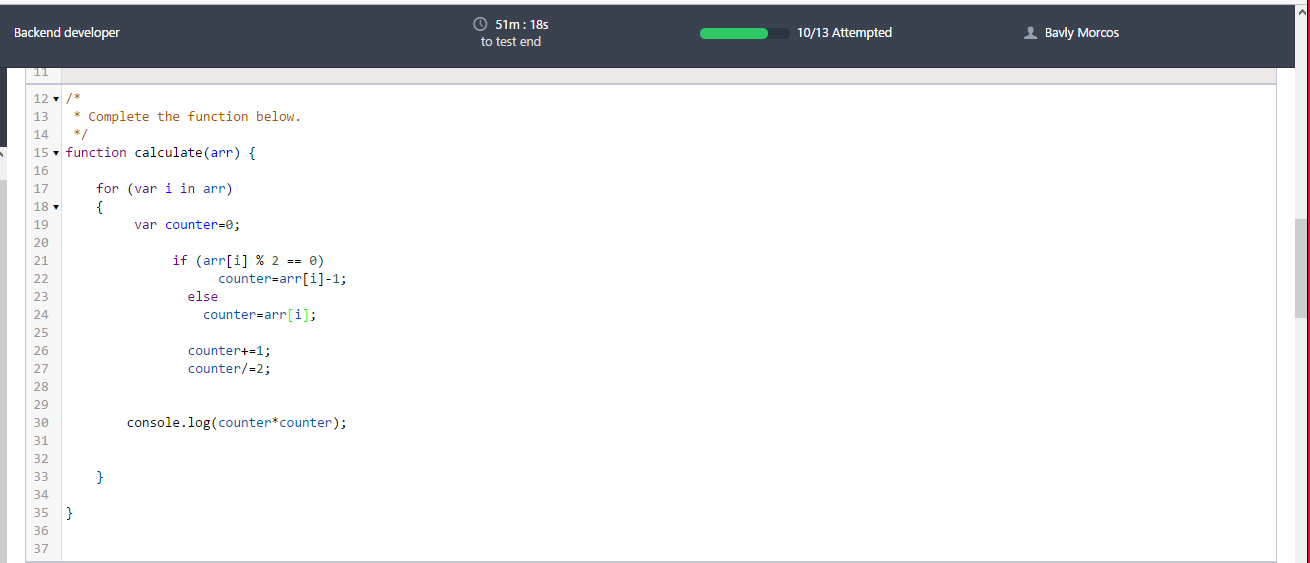 Backend developer
51m : 18s
to test end
10/13 Attempted
Bavly Morcos
11
12 /*
13  * Complete the function below.
14  */
15 function calculate(arr) {
16
17     for (var i in arr)
18     {
19          var counter=0;
20
21               if (arr[i] % 2 == 0)
22                     counter=arr[i]-1;
23                 else
24                   counter=arr[i];
25
26                 counter+=1;
27                 counter/=2;
28
29
30         console.log(counter*counter);
31
32
33     }
34
35 }
36
37